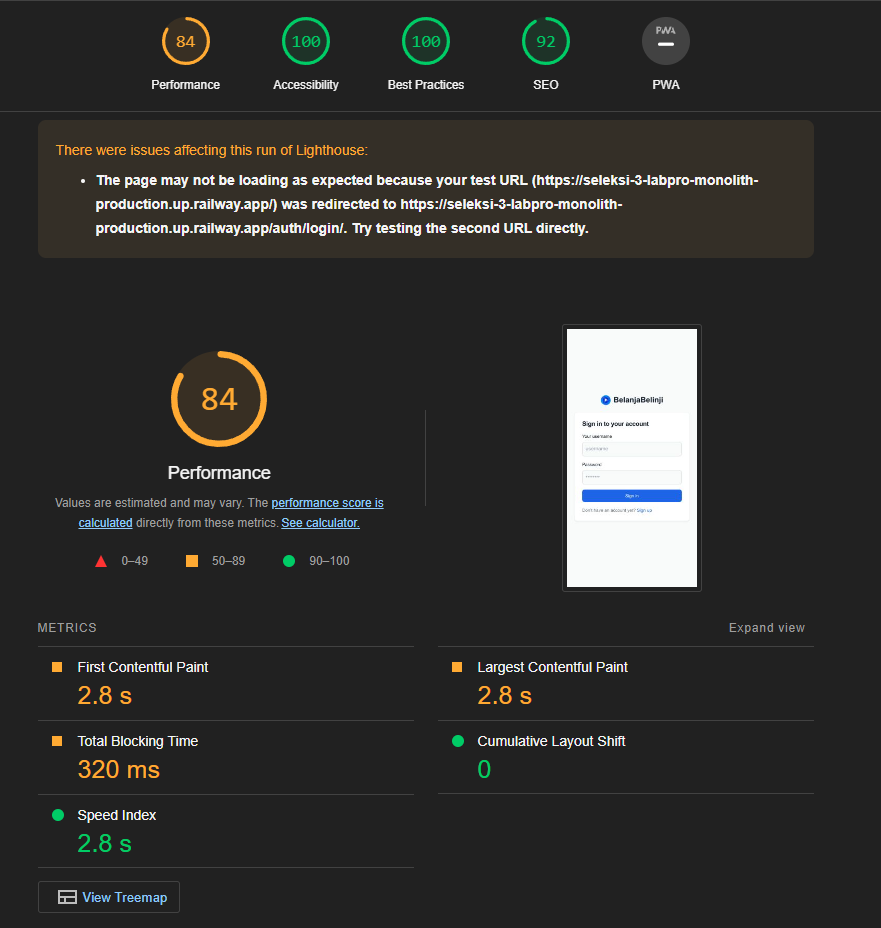 84
100
100
92
PWA
Performance
Accessibility
Best Practices
SEO
PWA
There were issues affecting this run of Lighthouse:
The page may not be loading as expected because your test URL (https://seleksi-3-labpro-monolith-
production.up.railway.app/) was redirected to https://seleksi-3-labpro-monolith-
production.up.railway.app/auth/login/. Try testing the second URL directly.
84
Performance
Values are estimated and may vary. The performance score is
calculated directly from these metrics. See calculator.
0–49
50–89
90–100
BelanjaBelinji
Sign in to your account
Your username
username
Password
Sign in
Don't have an account yet? Sign up
METRICS
Expand view
First Contentful Paint
2.8 s
Largest Contentful Paint
2.8 s
Total Blocking Time
320 ms
Cumulative Layout Shift
0
Speed Index
2.8 s
View Treemap